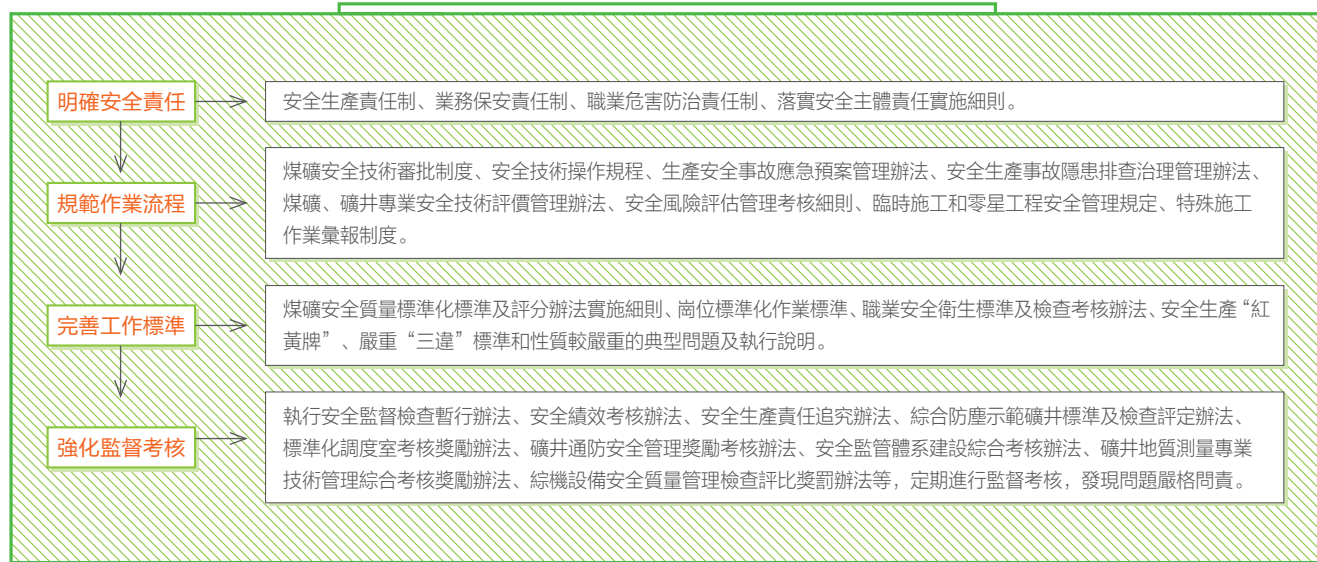 明確安全責任
安全生產責任制、業務保安責任制、職業危害防治責任制、落實安全主體責任實施細則。
規範作業流程
煤礦安全技術審批制度、安全技術操作規程、生產安全事故應急預案管理辦法、安全生產事故隱患排查治理管理辦法、
煤礦、礦井專業安全技術評價管理辦法、安全風險評估管理考核細則、臨時施工和零星工程安全管理規定、特殊施工
作業彙報制度。
完善工作標準
煤礦安全質量標準化標準及評分辦法實施細則、崗位標準化作業標準、職業安全衛生標準及檢查考核辦法、安全生產“紅
黃牌”、嚴重“三違”標準和性質較嚴重的典型問題及執行說明。
強化監督考核
執行安全監督檢查暫行辦法、安全績效考核辦法、安全生產責任追究辦法、綜合防塵示範礦井標準及檢查評定辦法、
標準化調度室考核獎勵辦法、礦井通防安全管理獎勵考核辦法、安全監管體系建設綜合考核辦法、礦井地質測量專業
技術管理綜合考核獎勵辦法、綜機設備安全質量管理檢查評比獎罰辦法等，定期進行監督考核，發現問題嚴格問責。